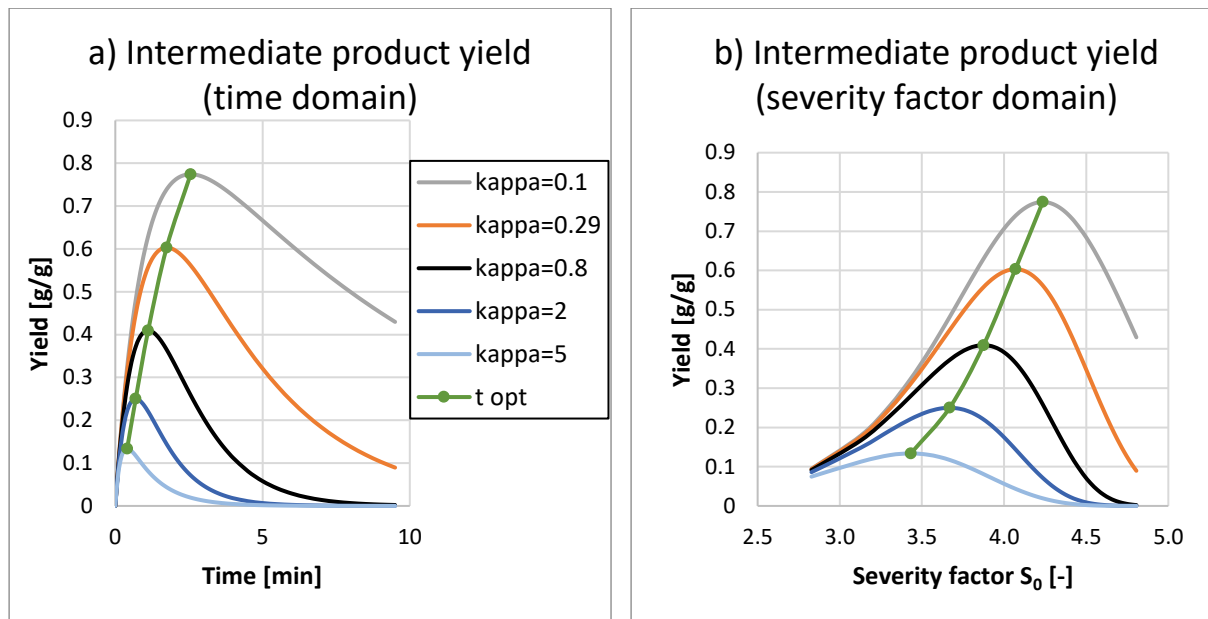 a) Intermediate product yield
(time domain)
0.9
0.8
0.7
0.6
0.5
0.4
0.3
0.2
0.1
0
Yield [g/g]
0
5
10
Time [min]
kappa=0.1
kappa=0.29
kappa=0.8
kappa=2
kappa=5
t opt
b) Intermediate product yield
(severity factor domain)
0.9
0.8
0.7
0.6
0.5
0.4
0.3
0.2
0.1
0
Yield [g/g]
2.5
3.0
3.5
4.0
4.5
5.0
Severity factor S₀ [-]